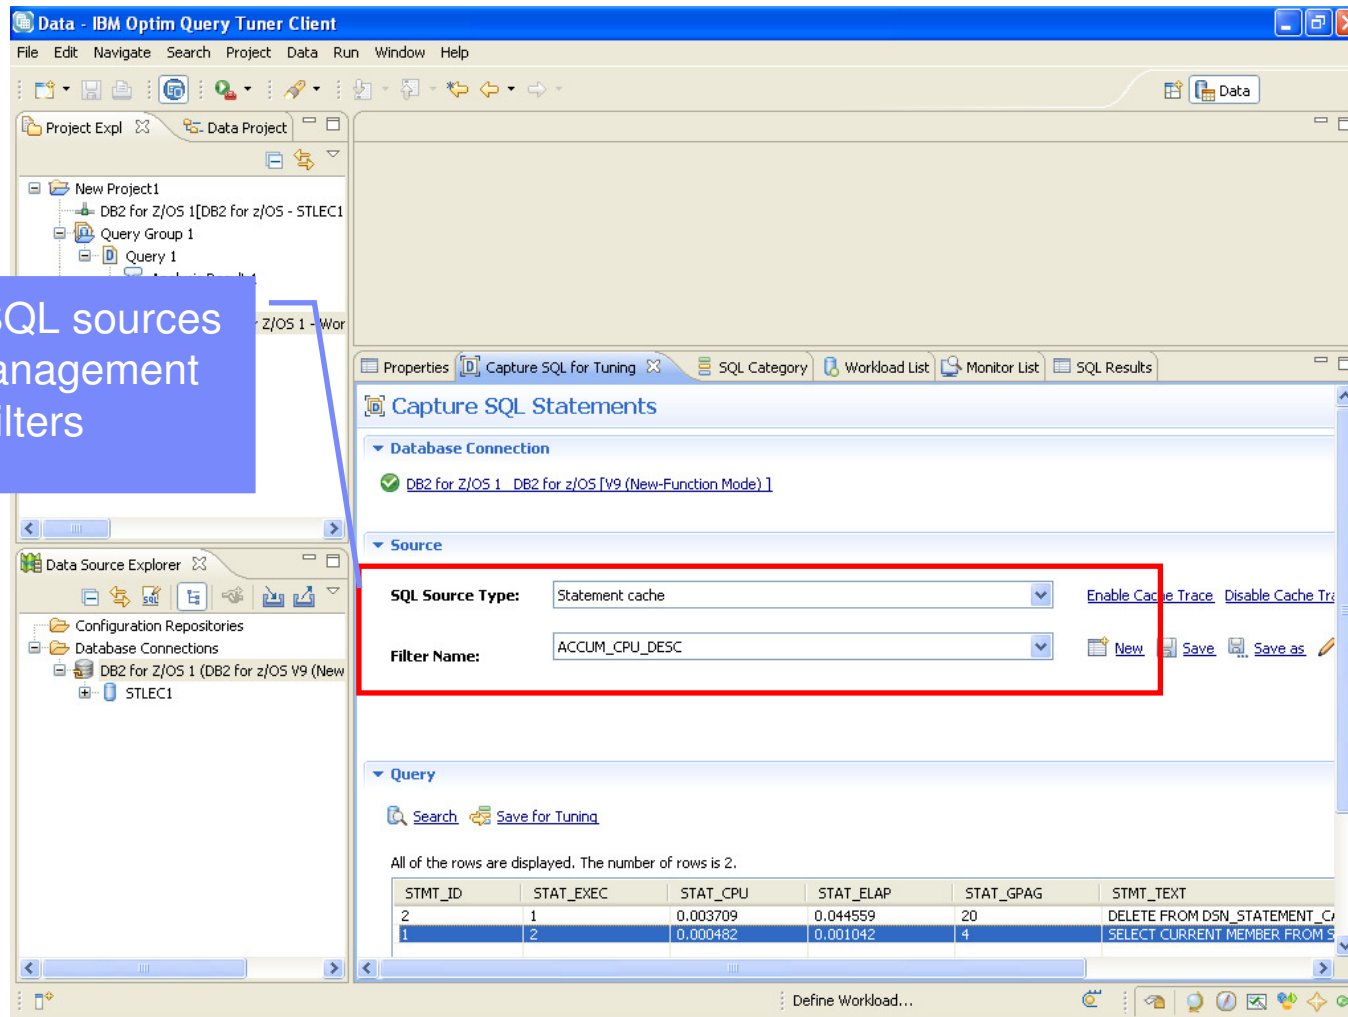 Data - IBM Optim Query Tuner Client
File Edit Navigate Search Project Data Run Window Help
Data
Project Expl Data Project
New Project1
DB2 for Z/OS 1[DB2 for z/OS - STLEC1
Query Group 1
Query 1
Z/OS 1 - Wor
SQL sources
Properties Capture SQL for Tuning SQL Category Workload List Monitor List SQL Results
Capture SQL Statements
Database Connection
DB2 for Z/OS 1 DB2 for z/OS [V9 (New-Function Mode) ]
Source
SQL Source Type: Statement cache Enable Cache Trace Disable Cache Tra
Filter Name: ACCUM_CPU_DESC New Save Save as
Data Source Explorer
Configuration Repositories
Database Connections
DB2 for Z/OS 1 (DB2 for z/OS V9 (New
STLEC1
Query
Search Save for Tuning
All of the rows are displayed. The number of rows is 2.
STMT_ID STAT_EXEC STAT_CPU STAT_ELAP STAT_GPAG STMT_TEXT
2 1 0.003709 0.044559 20 DELETE FROM DSN_STATEMENT_CA
1 2 0.000482 0.001042 4 SELECT CURRENT MEMBER FROM S
Define Workload...